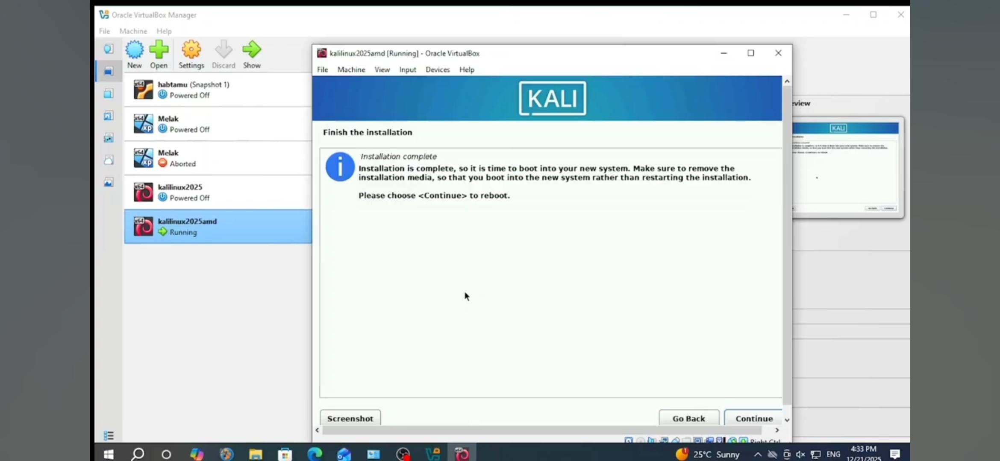 Oracle VirtualBox Manager
File Machine Help
New Open Settings Discard Show
habtamu (Snapshot 1)
Powered Off
Melak
Powered Off
Melak
Aborted
kalilinux2025
Powered Off
kalilinux2025amd
Running
kalilinux2025amd [Running] - Oracle VirtualBox
File Machine View Input Devices Help
KALI
Finish the installation
Installation complete
Installation is complete, so it is time to boot into your new system. Make sure to remove the
installation media, so that you boot into the new system rather than restarting the installation.
Please choose <Continue> to reboot.
Screenshot Go Back Continue
Right Ctrl
eview
KALI
25°C Sunny
ENG
4:33 PM
12/21/2025